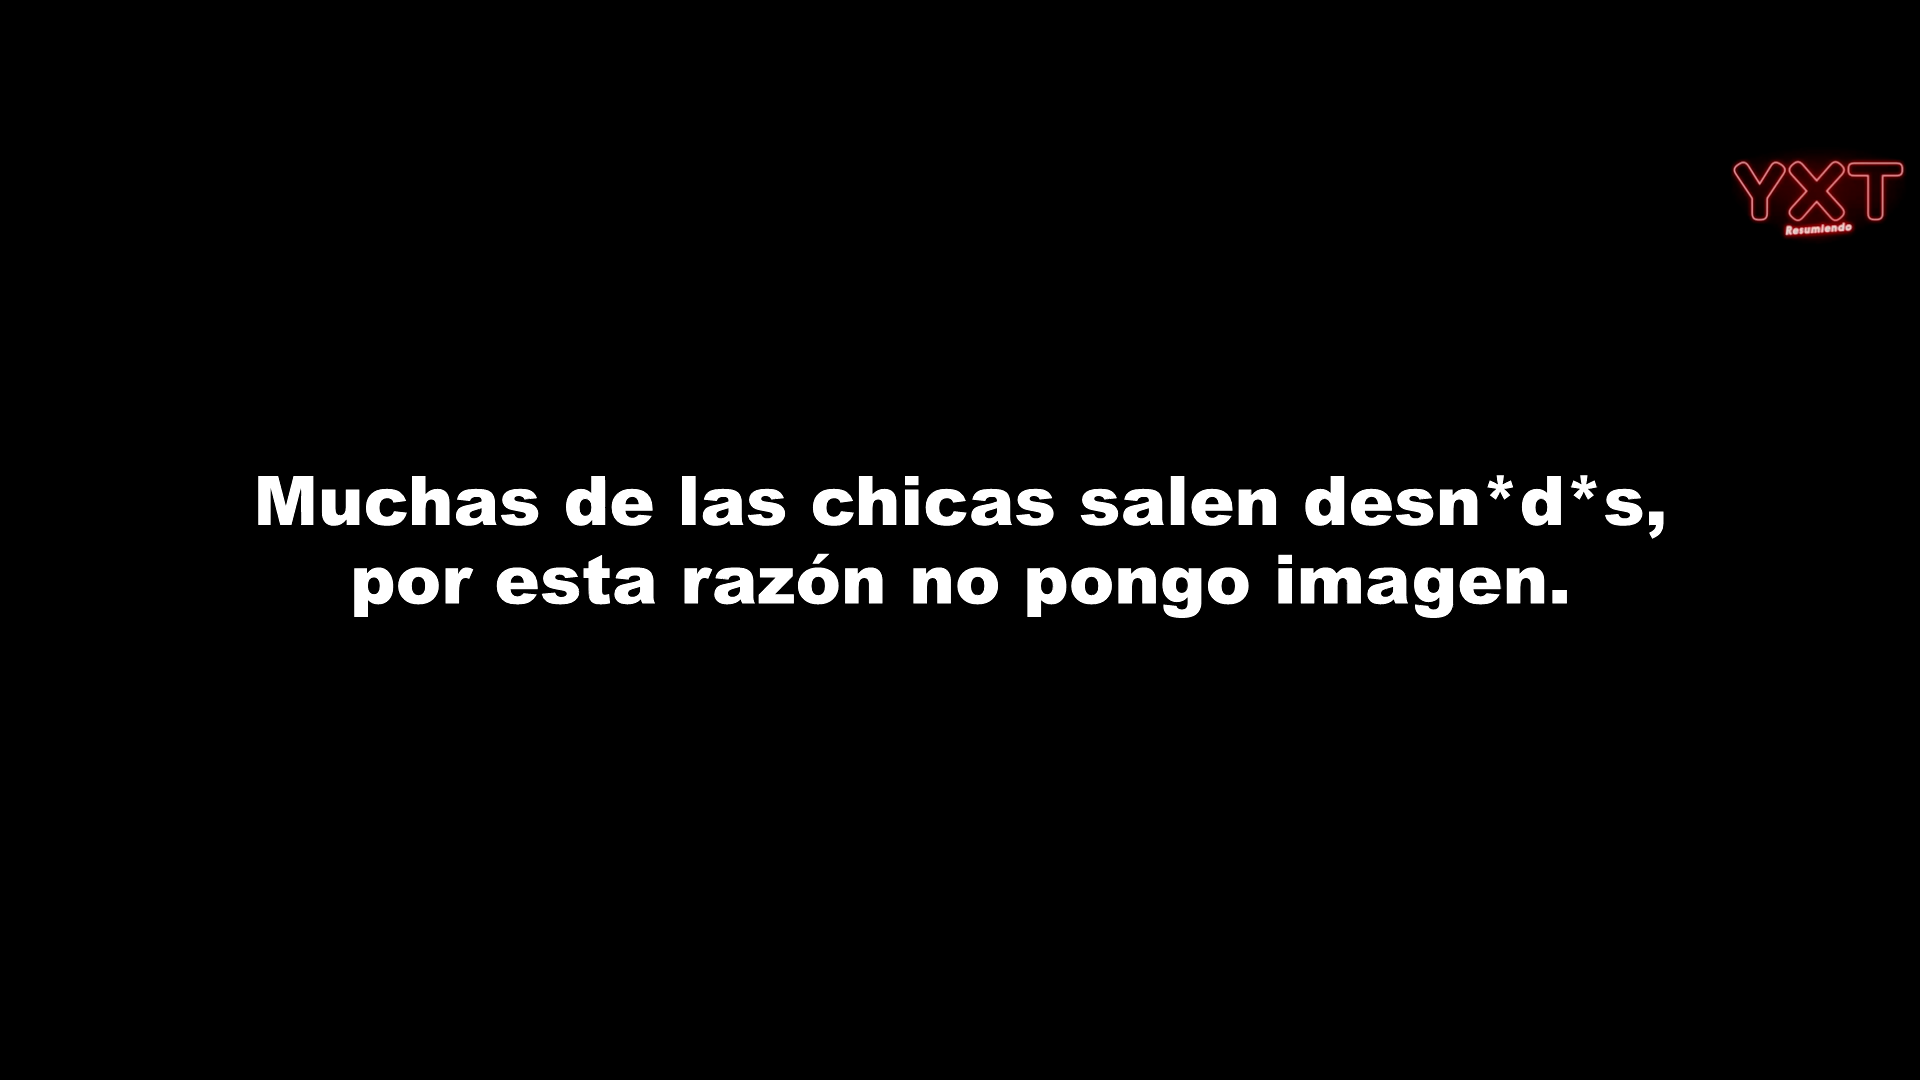 YXT
Resumiendo
Muchas de las chicas salen desn*d*s,
por esta razón no pongo imagen.